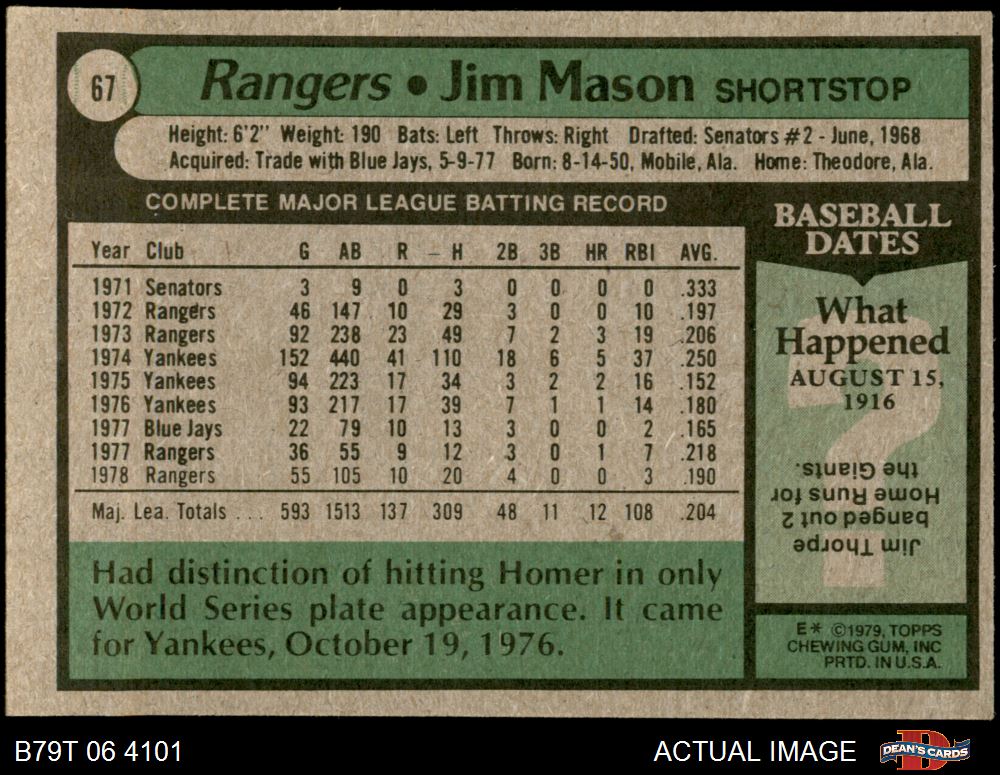 67
Rangers • Jim Mason SHORTSTOP
Height: 6'2" Weight: 190 Bats: Left Throws: Right Drafted: Senators #2 - June, 1968
Acquired: Trade with Blue Jays, 5-9-77 Born: 8-14-50, Mobile, Ala. Home: Theodore, Ala.
COMPLETE MAJOR LEAGUE BATTING RECORD
Year Club G AB R H 2B 3B HR RBI AVG.
1971 Senators 3 9 0 3 0 0 0 0 .333
1972 Rangers 46 147 10 29 3 0 0 10 .197
1973 Rangers 92 238 23 49 7 2 3 19 .206
1974 Yankees 152 440 41 110 18 6 5 37 .250
1975 Yankees 94 223 17 34 3 2 2 16 .152
1976 Yankees 93 217 17 39 7 1 1 14 .180
1977 Blue Jays 22 79 10 13 3 0 0 2 .165
1977 Rangers 36 55 9 12 3 0 1 7 .218
1978 Rangers 55 105 10 20 4 0 0 3 .190
Maj. Lea. Totals ... 593 1513 137 309 48 11 12 108 .204
Had distinction of hitting Homer in only
World Series plate appearance. It came
for Yankees, October 19, 1976.
BASEBALL
DATES
What
Happened
AUGUST 15,
1916
?
Jim Thorpe
banged out 2
Home Runs for
the Giants.
E* ©1979, TOPPS
CHEWING GUM, INC
PRTD. IN U.S.A.
B79T 06 4101
ACTUAL IMAGE
DEAN'S CARDS